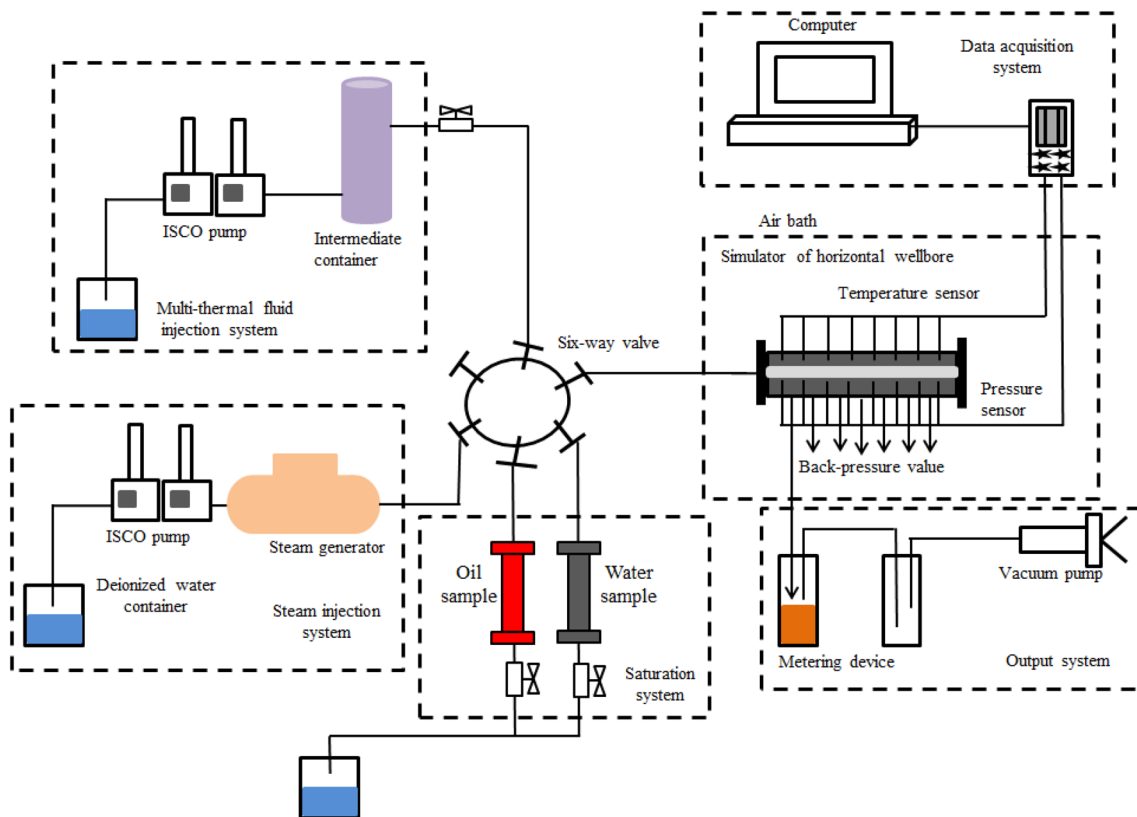 Computer
Data acquisition
system
ISCO pump
Intermediate
container
Multi-thermal fluid
injection system
Air bath
Simulator of horizontal wellbore
Temperature sensor
Six-way valve
Pressure
sensor
Back-pressure value
ISCO pump
Steam generator
Deionized water
container
Steam injection
system
Oil
sample
Water
sample
Saturation
system
Vacuum pump
Metering device
Output system